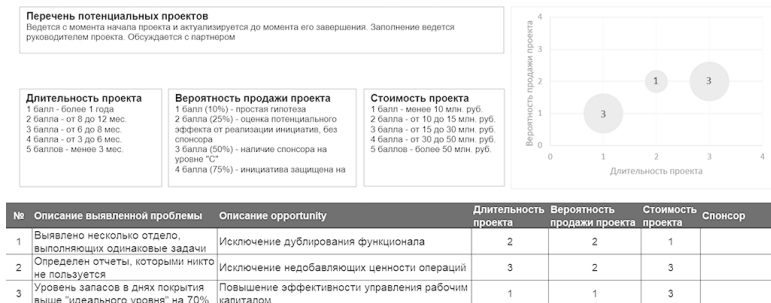 Перечень потенциальных проектов
Ведется с момента начала проекта и актуализируется до момента его завершения. Заполнение ведется
руководителем проекта. Обсуждается с партнером
Длительность проекта
1 балл - более 1 года
2 балла - от 8 до 12 мес.
3 балла - от 6 до 8 мес.
4 балла - от 3 до 6 мес.
5 баллов - менее 3 мес.
Вероятность продажи проекта
1 балл (10%) - простая гипотеза
2 балла (25%) - оценка потенциального
эффекта от реализации инициатив, без
спонсора
3 балла (50%) - наличие спонсора на
уровне "С"
4 балла (75%) - инициатива защищена на
Стоимость проекта
1 балл - менее 10 млн. руб.
2 балла - от 10 до 15 млн. руб.
3 балла - от 15 до 30 млн. руб.
4 балла - от 30 до 50 млн. руб.
5 баллов - более 50 млн. руб.
Вероятность продажи проекта
4
3
2
1
0
1
3
3
0 1 2 3 4
Длительность проекта
№ Описание выявленной проблемы Описание opportunity Длительность проекта Вероятность продажи проекта Стоимость проекта Спонсор
1 Выявлено несколько отдело, Исключение дублирования функционала 2 2 1
выполняющих одинаковые задачи
2 Определен отчеты, которыми никто Исключение недобавляющих ценности операций 3 2 3
не пользуется
3 Уровень запасов в днях покрытия Повышение эффективности управления рабочим 1 1 3
выше "идеального уровня" на 70% капиталом